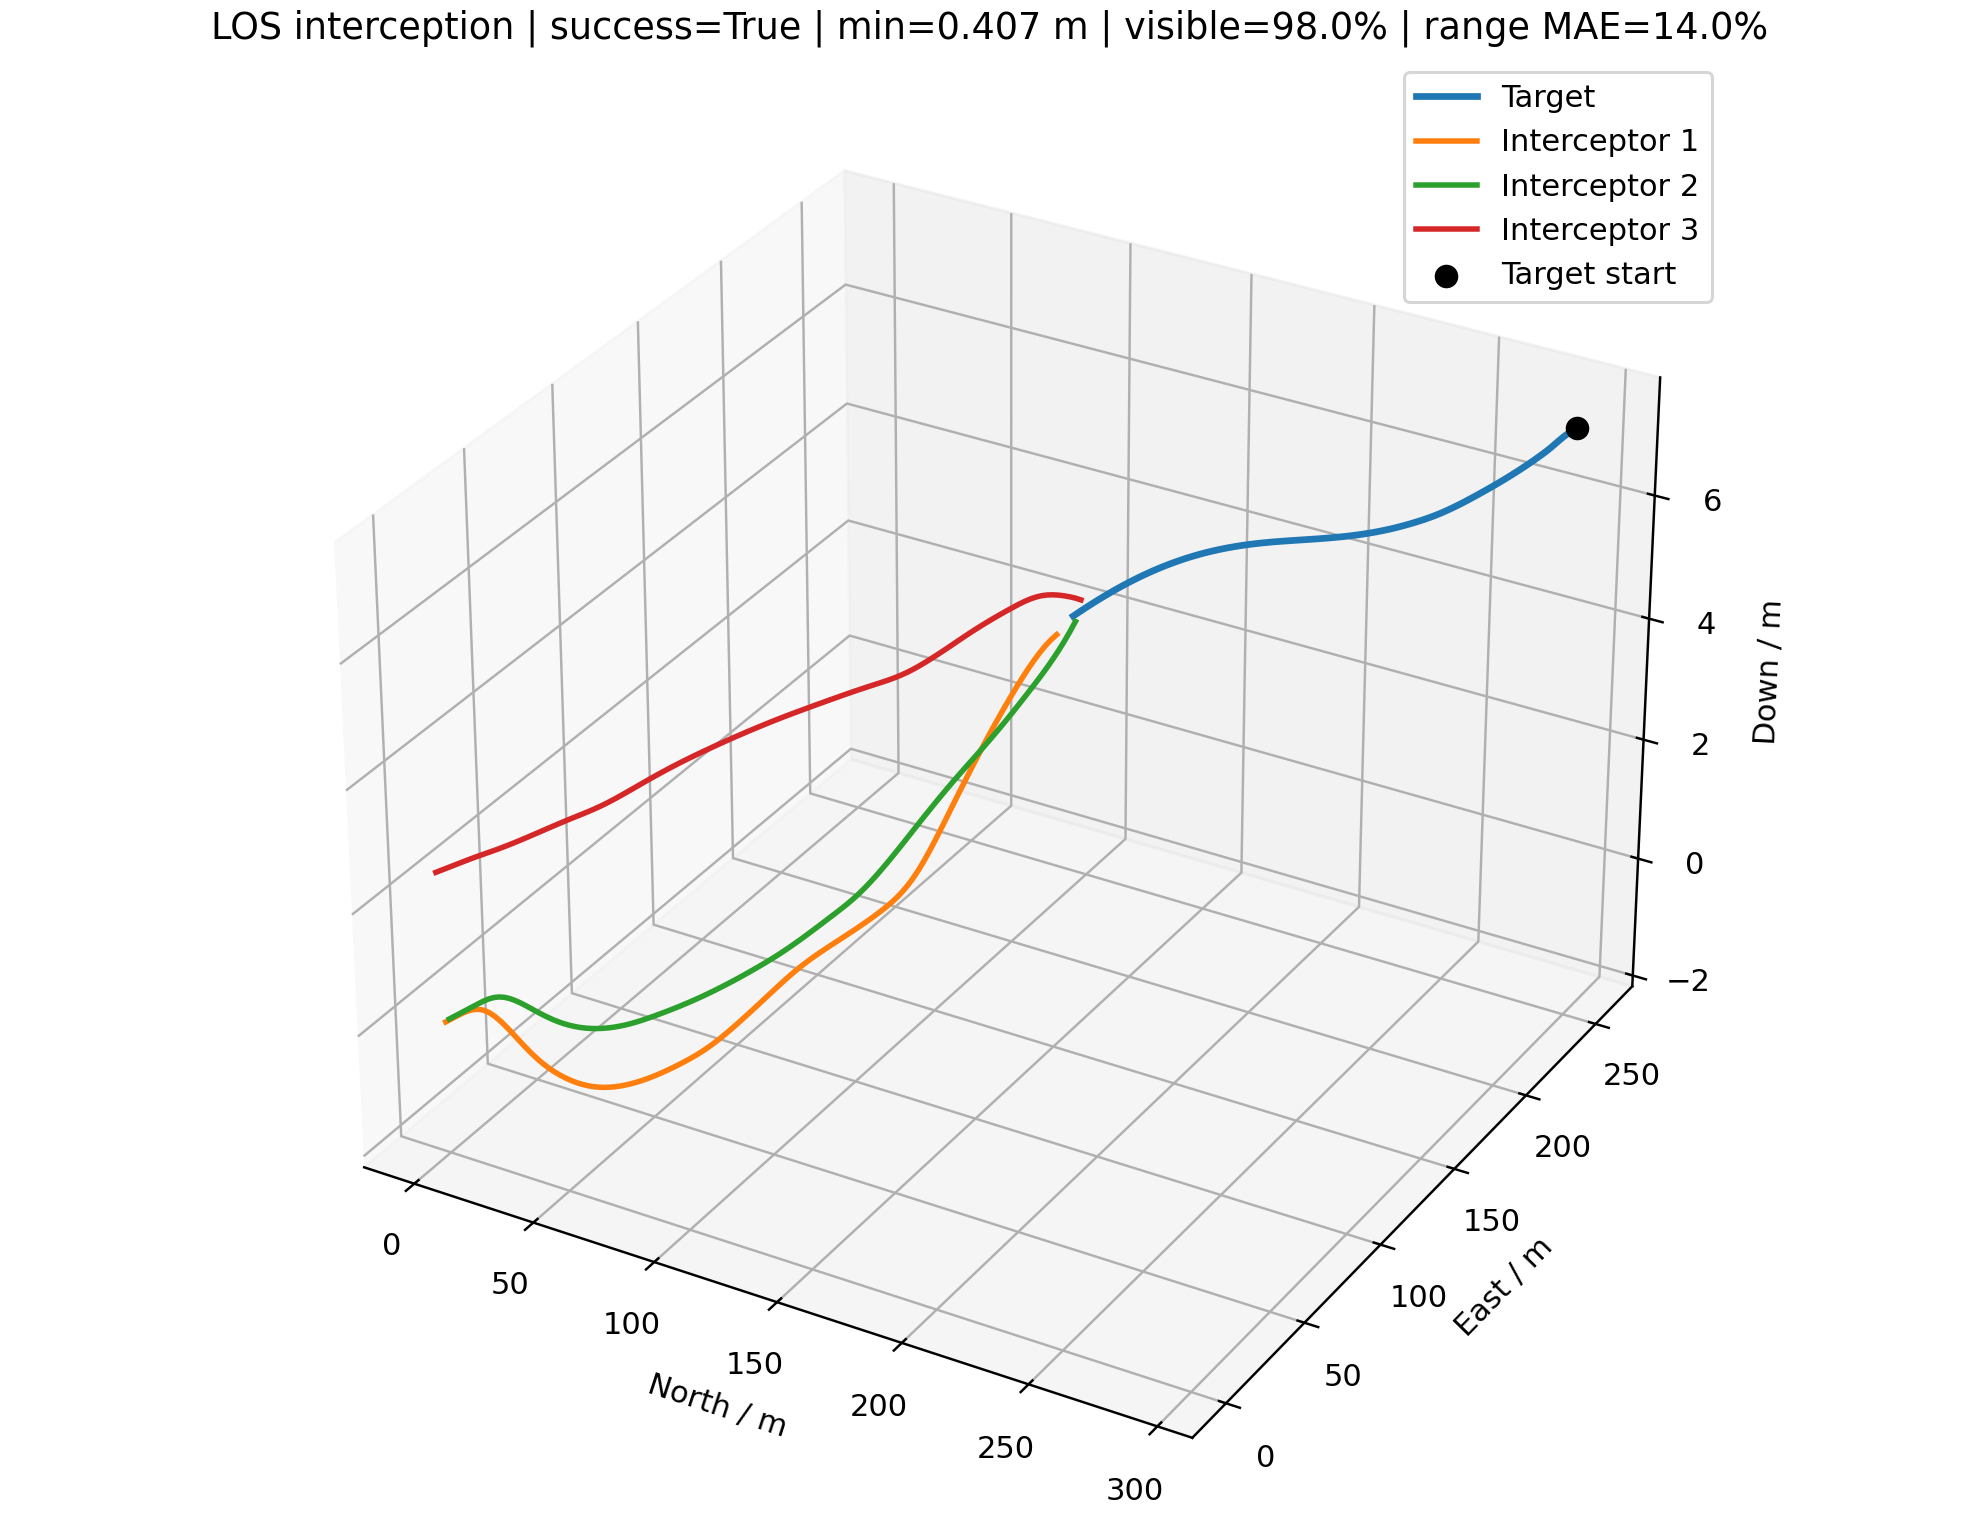 LOS interception | success=True | min=0.407 m | visible=98.0% | range MAE=14.0%
Target
Interceptor 1
Interceptor 2
Interceptor 3
Target start
6
4
2
0
−2
Down / m
250
200
150
100
50
0
East / m
0
50
100
150
200
250
300
North / m